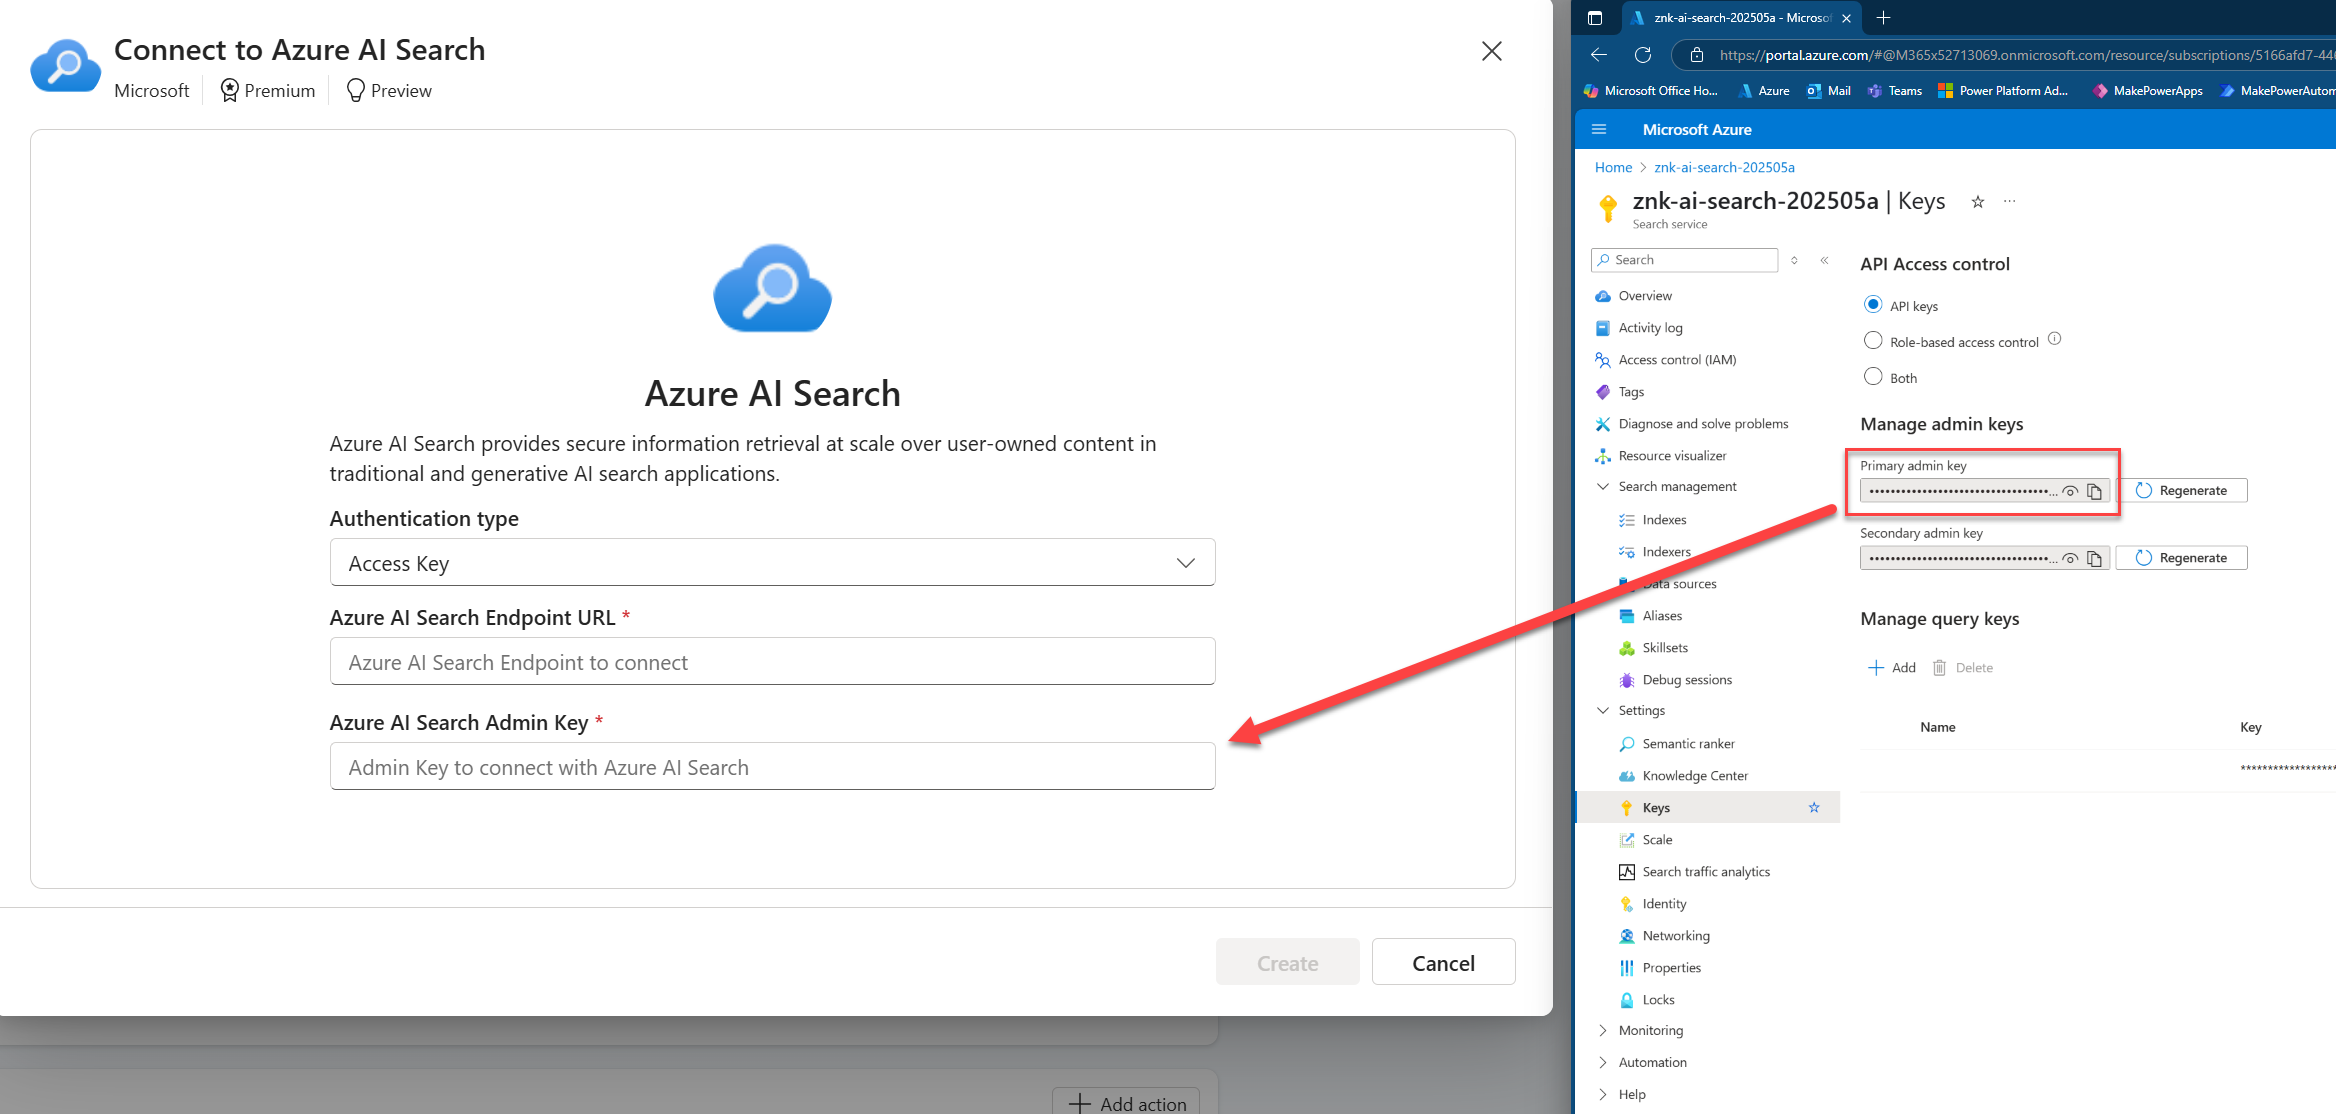 Connect to Azure AI Search
Microsoft
Premium
Preview
Azure AI Search
Azure AI Search provides secure information retrieval at scale over user-owned content in
traditional and generative AI search applications.
Authentication type
Access Key
Azure AI Search Endpoint URL *
Azure AI Search Endpoint to connect
Azure AI Search Admin Key *
Admin Key to connect with Azure AI Search
Create
Cancel
Add action
znk-ai-search-202505a - Microsof
https://portal.azure.com/#@M365x52713069.onmicrosoft.com/resource/subscriptions/5166afd7-44
Microsoft Office Ho...
Azure
Mail
Teams
Power Platform Ad...
MakePowerApps
MakePowerAutom
Microsoft Azure
Home > znk-ai-search-202505a
znk-ai-search-202505a | Keys
Search service
Search
Overview
Activity log
Access control (IAM)
Tags
Diagnose and solve problems
Resource visualizer
Search management
Indexes
Indexers
Data sources
Aliases
Skillsets
Debug sessions
Settings
Semantic ranker
Knowledge Center
Keys
Scale
Search traffic analytics
Identity
Networking
Properties
Locks
Monitoring
Automation
Help
API Access control
API keys
Role-based access control
Both
Manage admin keys
Primary admin key
•••••••••••••••••••••••••••••••••• ...
Regenerate
Secondary admin key
•••••••••••••••••••••••••••••••••• ...
Regenerate
Manage query keys
Add
Delete
Name
Key
******************